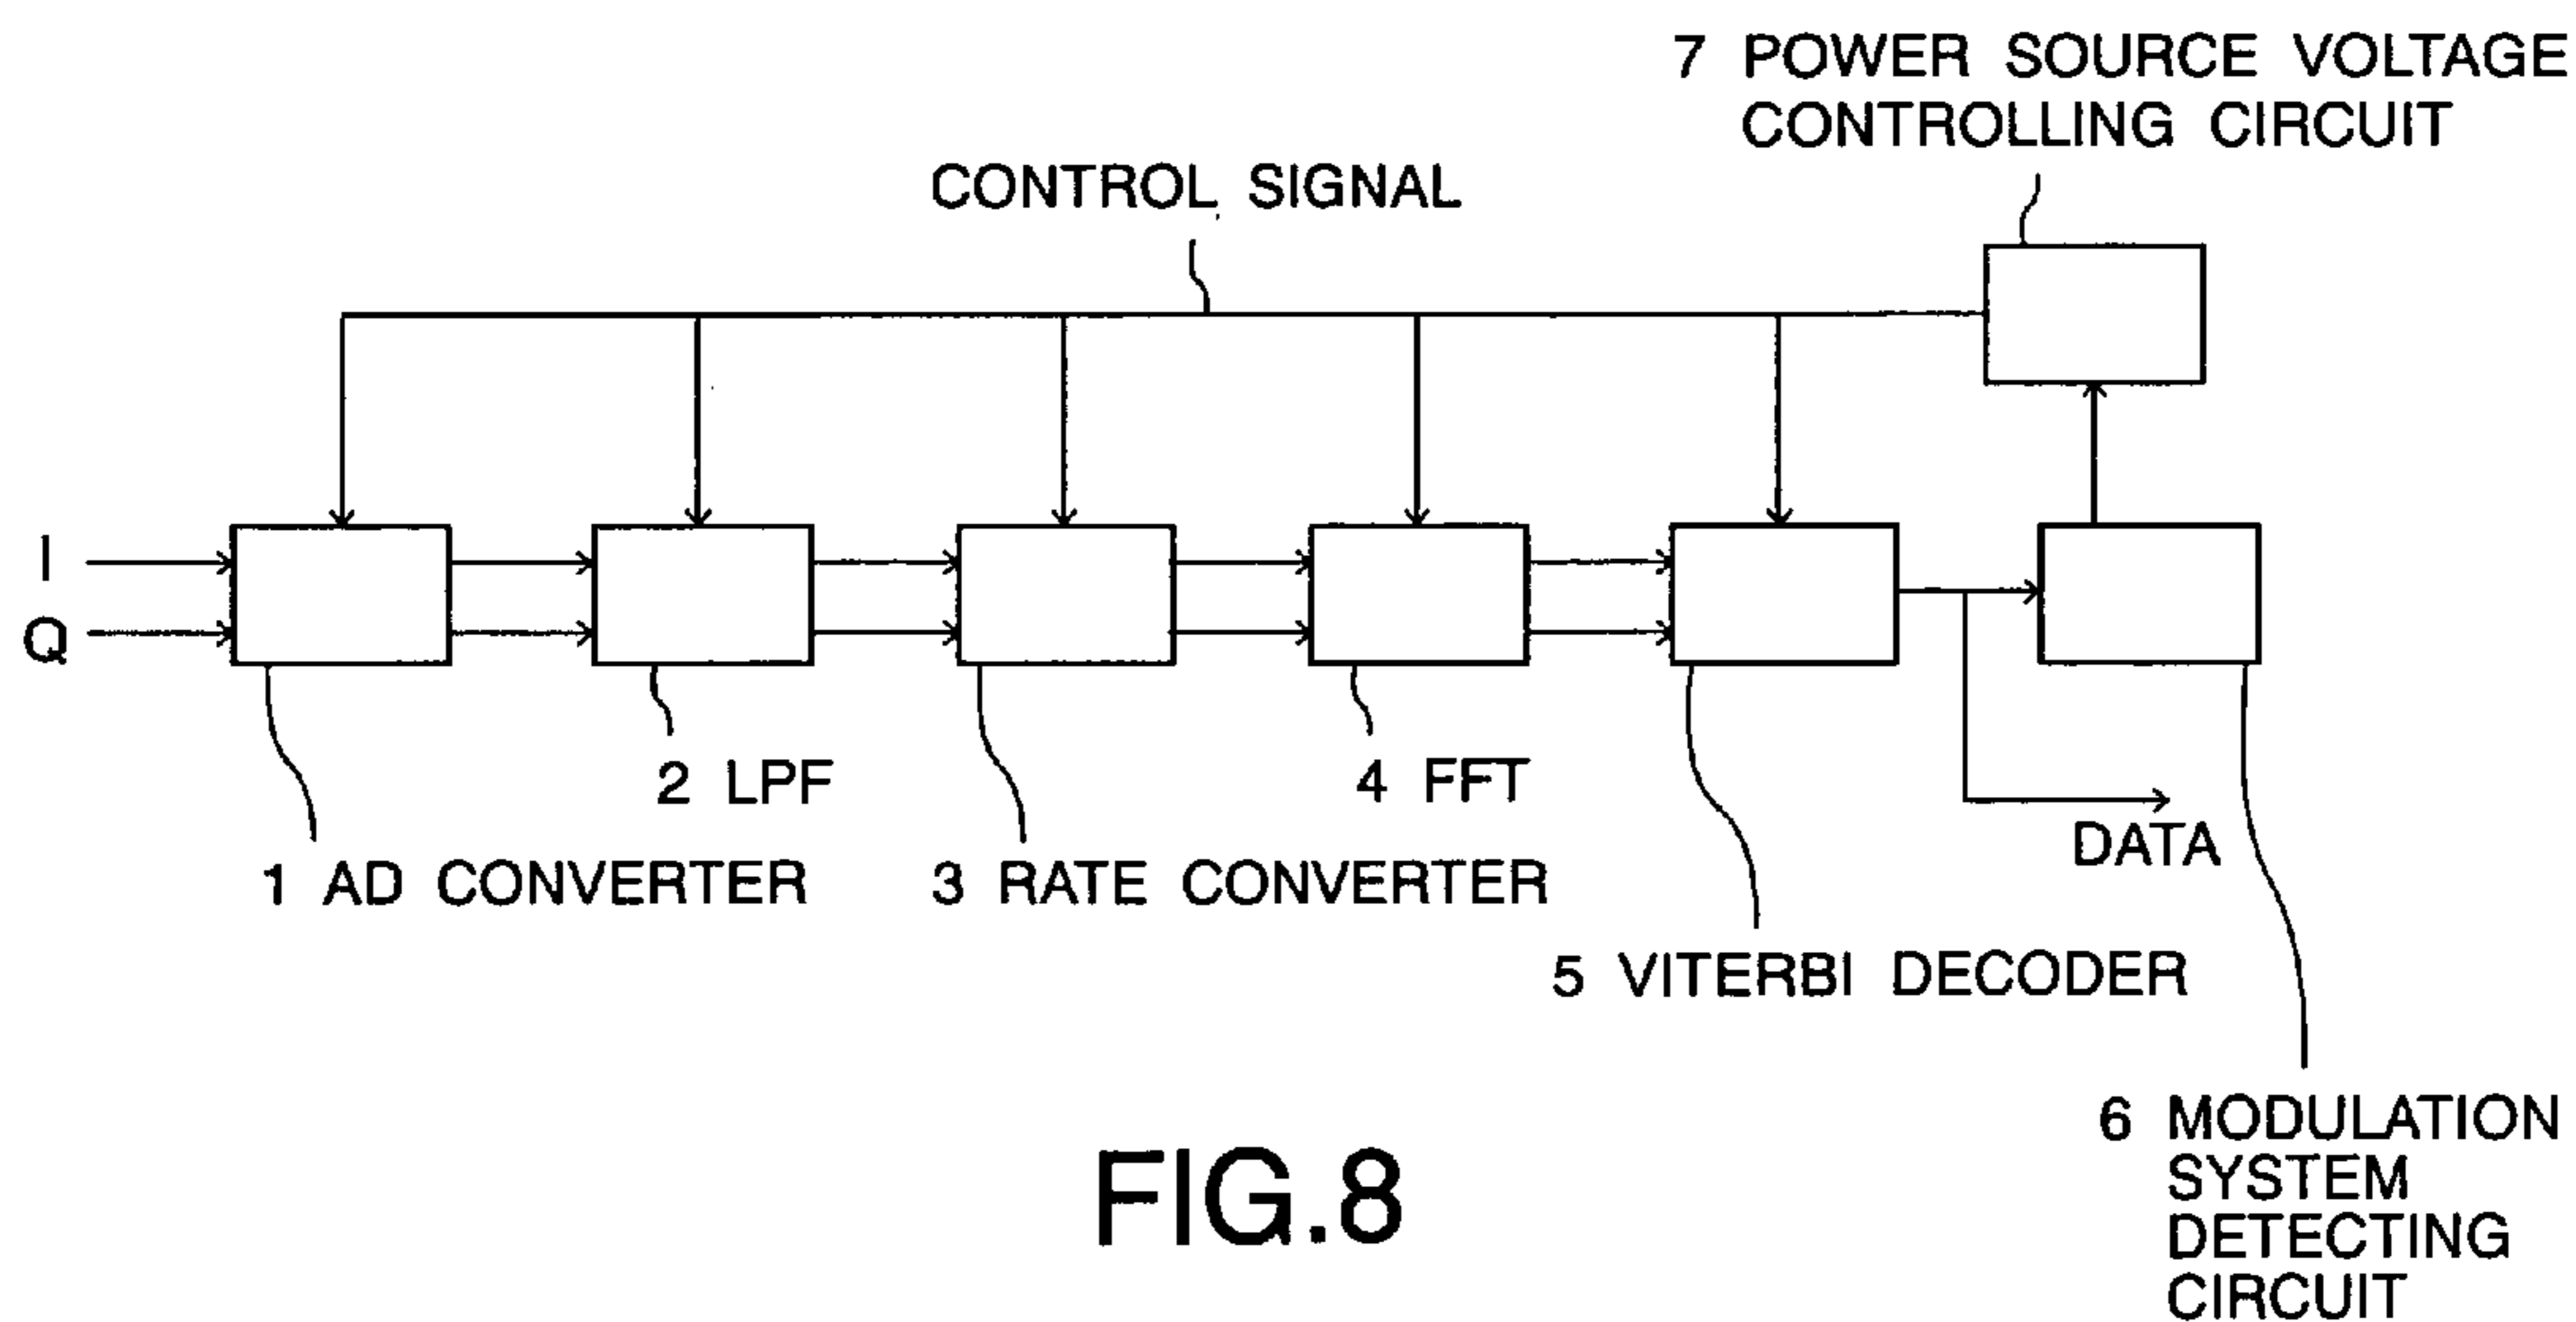 7 POWER SOURCE VOLTAGE
CONTROLLING CIRCUIT
CONTROL SIGNAL
I
Q
2 LPF
4 FFT
DATA
1 AD CONVERTER
3 RATE CONVERTER
5 VITERBI DECODER
6 MODULATION
SYSTEM
DETECTING
CIRCUIT
FIG.8